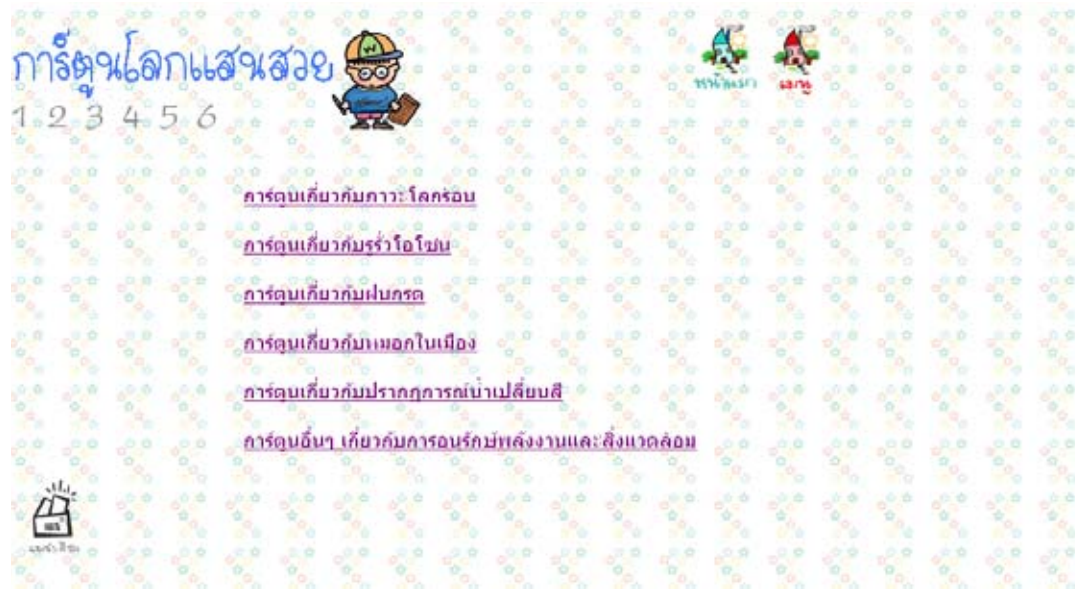 การ์ตูนโลกแสนสวย
หน้าแรก เมนู
1 2 3 4 5 6
การ์ตูนเกี่ยวกับภาวะโลกร้อน
การ์ตูนเกี่ยวกับรูรั่วโอโซน
การ์ตูนเกี่ยวกับฝนกรด
การ์ตูนเกี่ยวกับหมอกในเมือง
การ์ตูนเกี่ยวกับปรากฏการณ์น้ำเปลี่ยนสี
การ์ตูนอื่นๆ เกี่ยวกับการอนุรักษ์พลังงานและสิ่งแวดล้อม